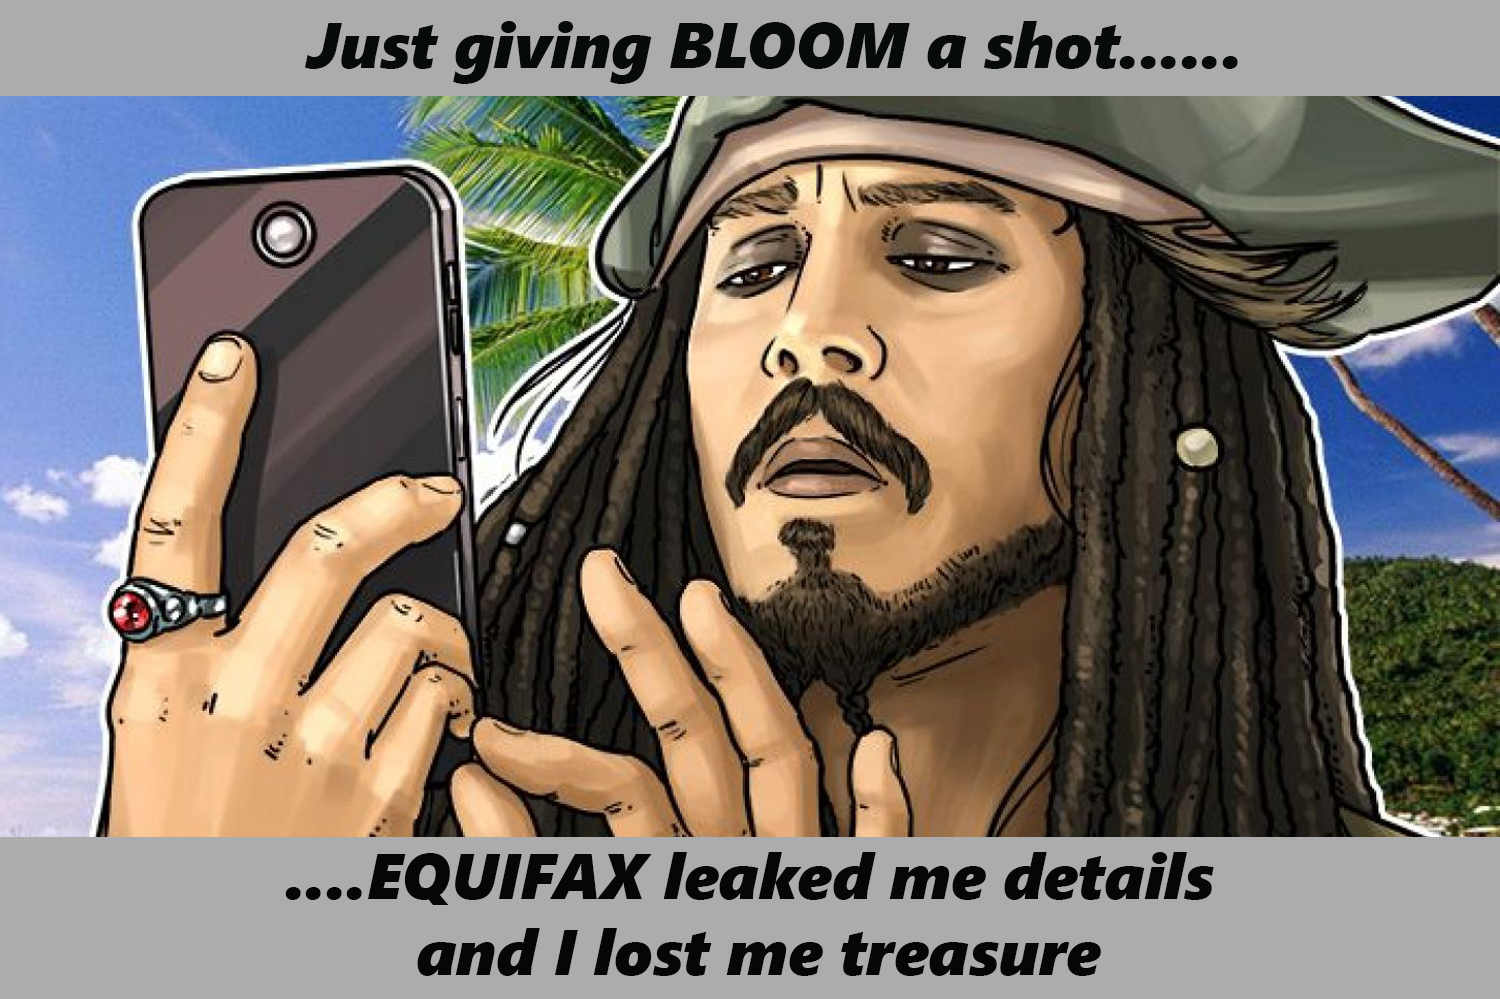 Just giving BLOOM a shot......
....EQUIFAX leaked me details
and I lost me treasure